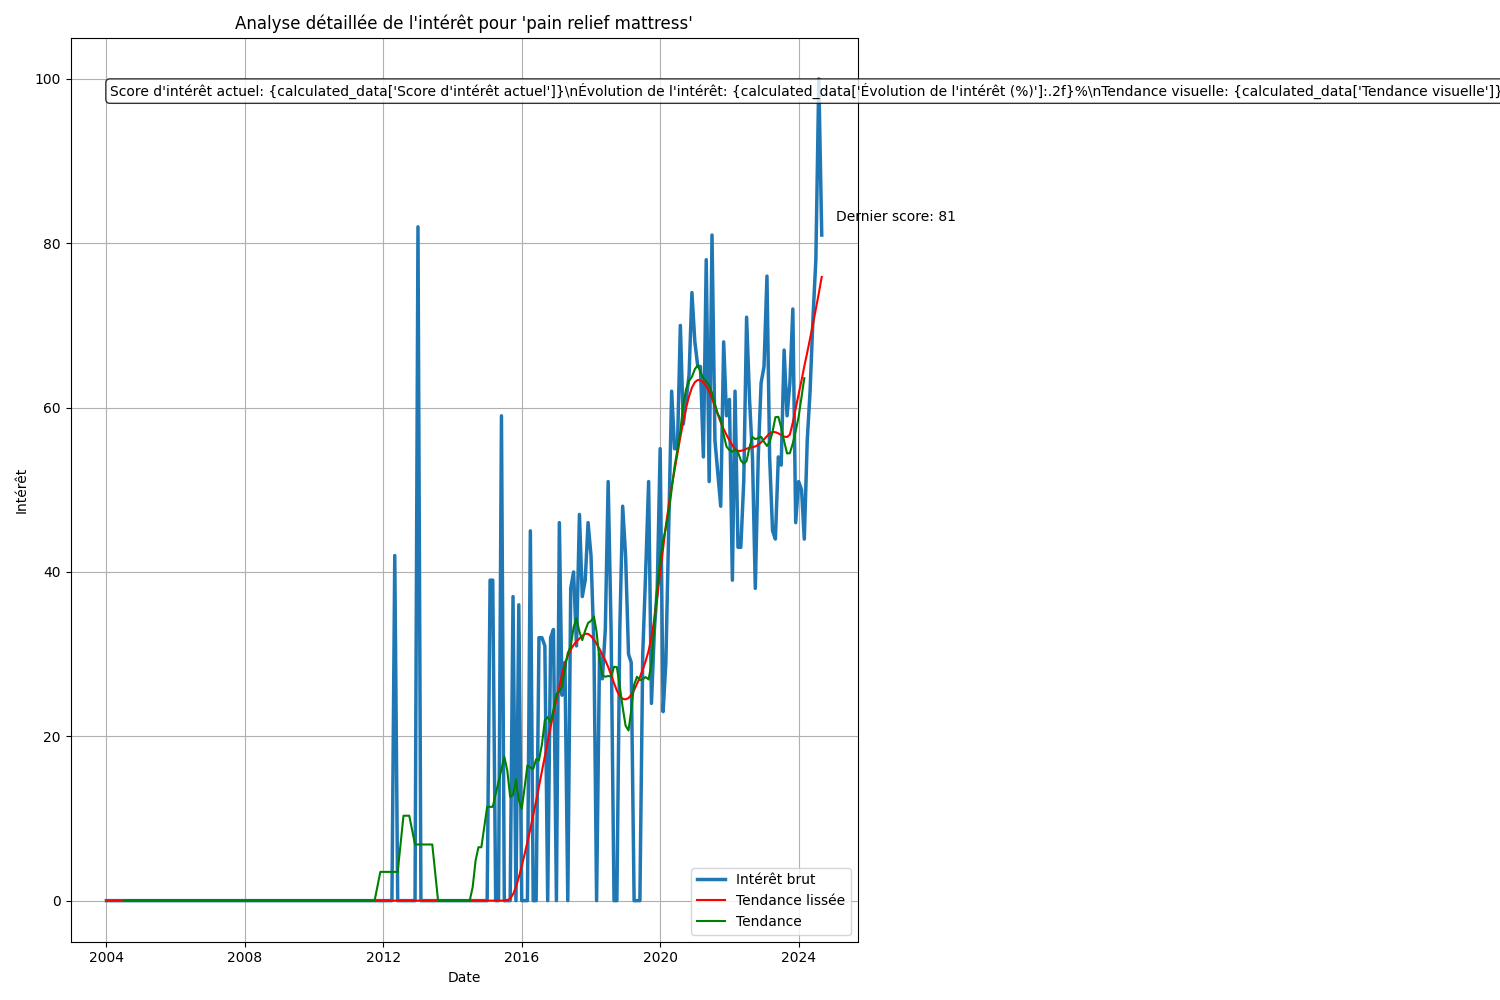 Analyse détaillée de l'intérêt pour 'pain relief mattress'
100
Score d'intérêt actuel: {calculated_data['Score d'intérêt actuel']}\nÉvolution de l'intérêt: {calculated_data['Évolution de l'intérêt (%)']:.2f}%\nTendance visuelle: {calculated_data['Tendance visuelle']}
Dernier score: 81
80
60
Intérêt
40
20
0
Intérêt brut
Tendance lissée
Tendance
2004 2008 2012 2016 2020 2024
Date